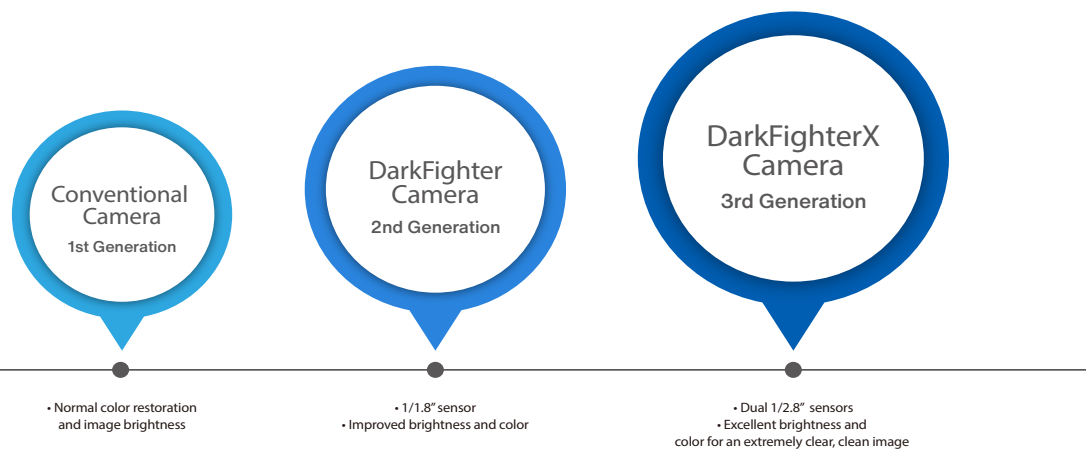 Conventional
Camera
1st Generation
DarkFighter
Camera
2nd Generation
DarkFighterX
Camera
3rd Generation
• Normal color restoration
and image brightness
• 1/1.8” sensor
• Improved brightness and color
• Dual 1/2.8” sensors
• Excellent brightness and
color for an extremely clear, clean image